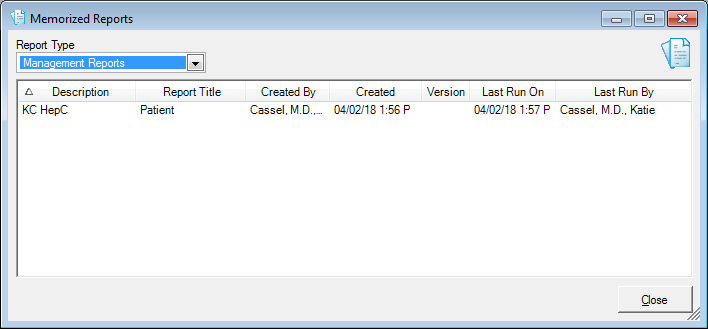 Memorized Reports
Report Type
Management Reports
Description Report Title Created By Created Version Last Run On Last Run By
KC HepC Patient Cassel, M.D.,... 04/02/18 1:56 P 04/02/18 1:57 P Cassel, M.D., Katie
Close